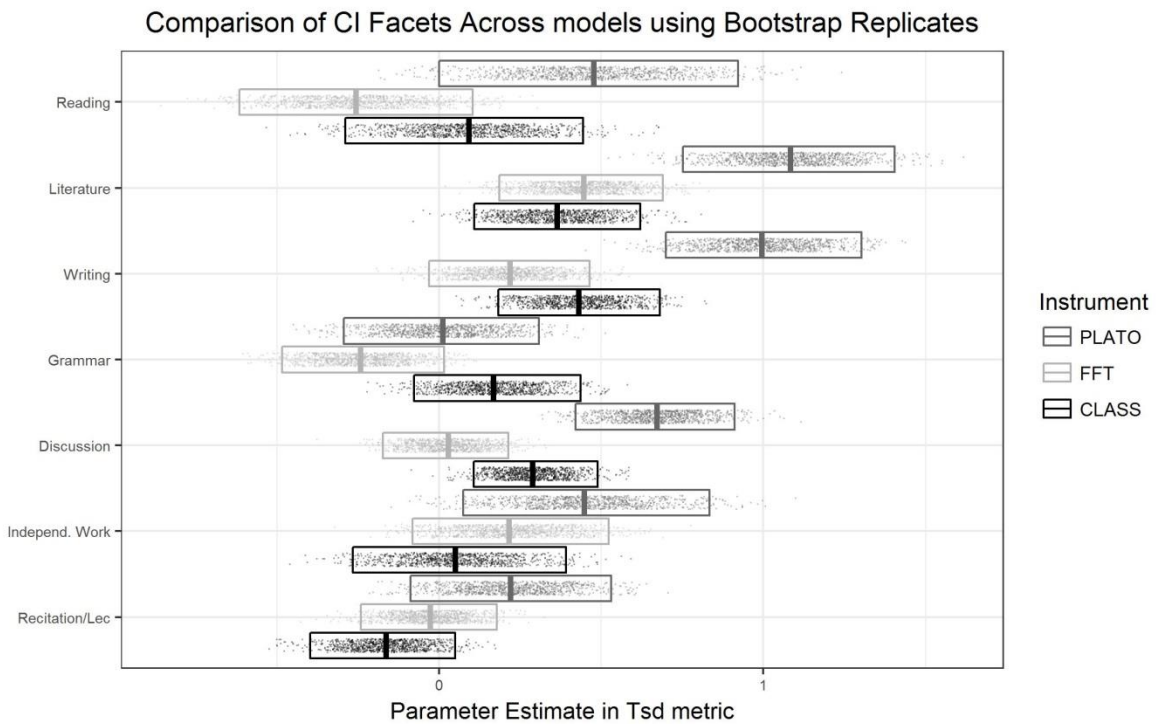 Comparison of CI Facets Across models using Bootstrap Replicates
Reading
Literature
Writing
Grammar
Discussion
Independ. Work
Recitation/Lec
0
1
Parameter Estimate in Tsd metric
Instrument
PLATO
FFT
CLASS